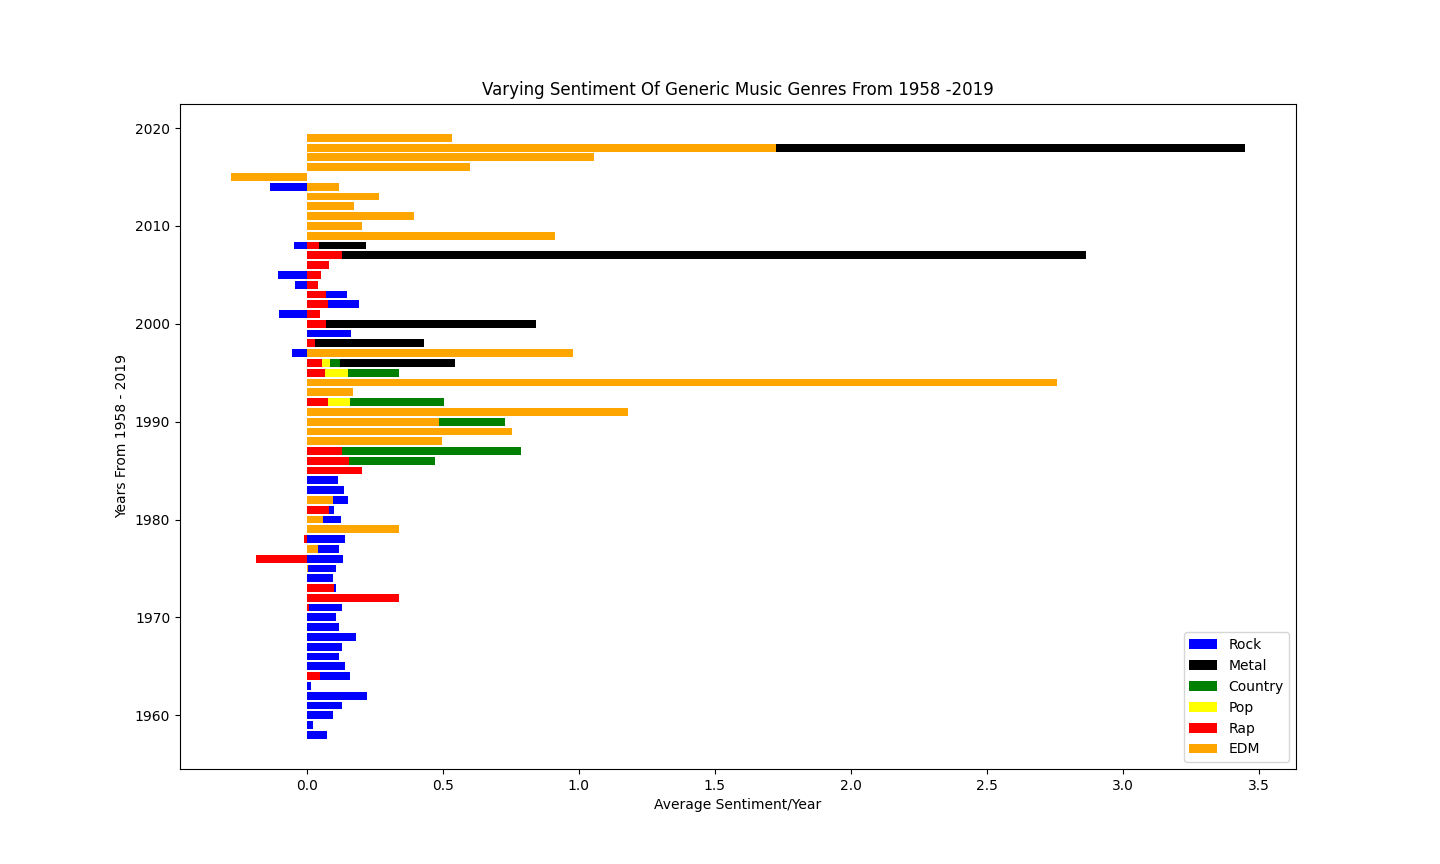 Varying Sentiment Of Generic Music Genres From 1958 -2019
Years From 1958 - 2019
2020
2010
2000
1990
1980
1970
1960
Rock
Metal
Country
Pop
Rap
EDM
0.0 0.5 1.0 1.5 2.0 2.5 3.0 3.5
Average Sentiment/Year